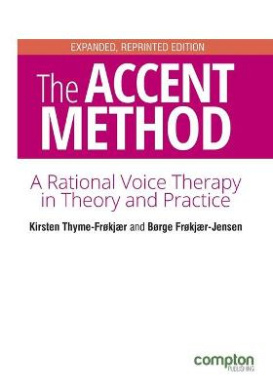 EXPANDED, REPRINTED EDITION
The ACCENT
METHOD
A Rational Voice Therapy
in Theory and Practice
Kirsten Thyme-Frøkjær and Børge Frøkjær-Jensen
compton
PUBLISHING